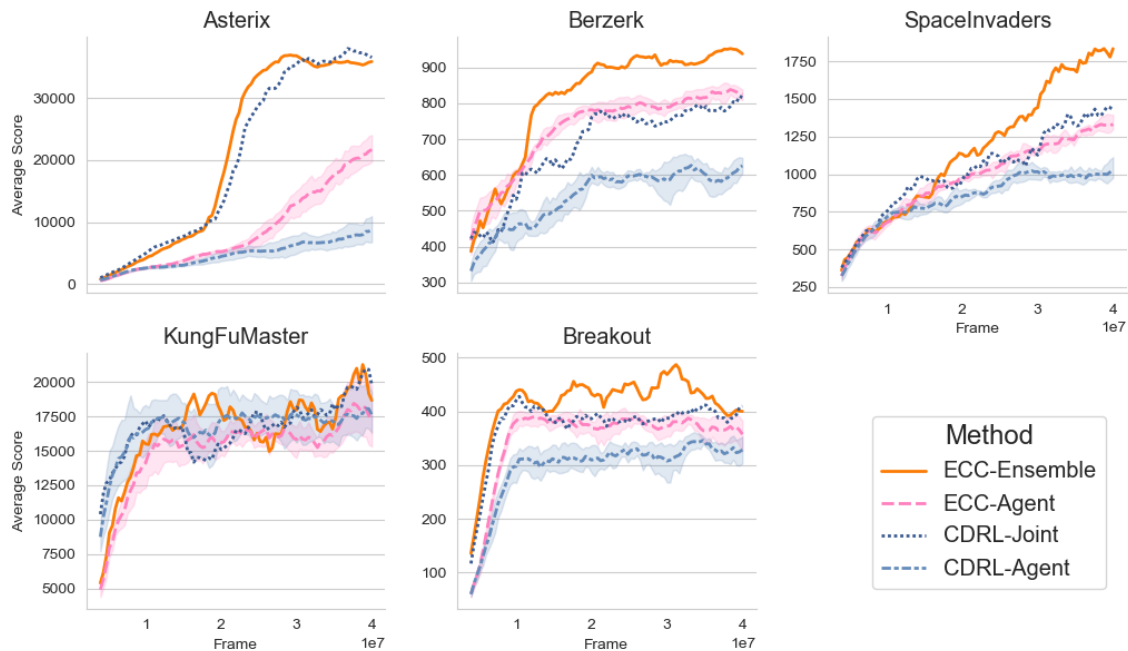 Asterix
Berzerk
SpaceInvaders
Average Score
30000
20000
10000
0
900
800
700
600
500
400
300
1750
1500
1250
1000
750
500
250
1 2 3 4
Frame
1e7
KungFuMaster
Breakout
Average Score
20000
17500
15000
12500
10000
7500
5000
1 2 3 4
Frame
1e7
500
400
300
200
100
1 2 3 4
Frame
1e7
Method
ECC-Ensemble
ECC-Agent
CDRL-Joint
CDRL-Agent